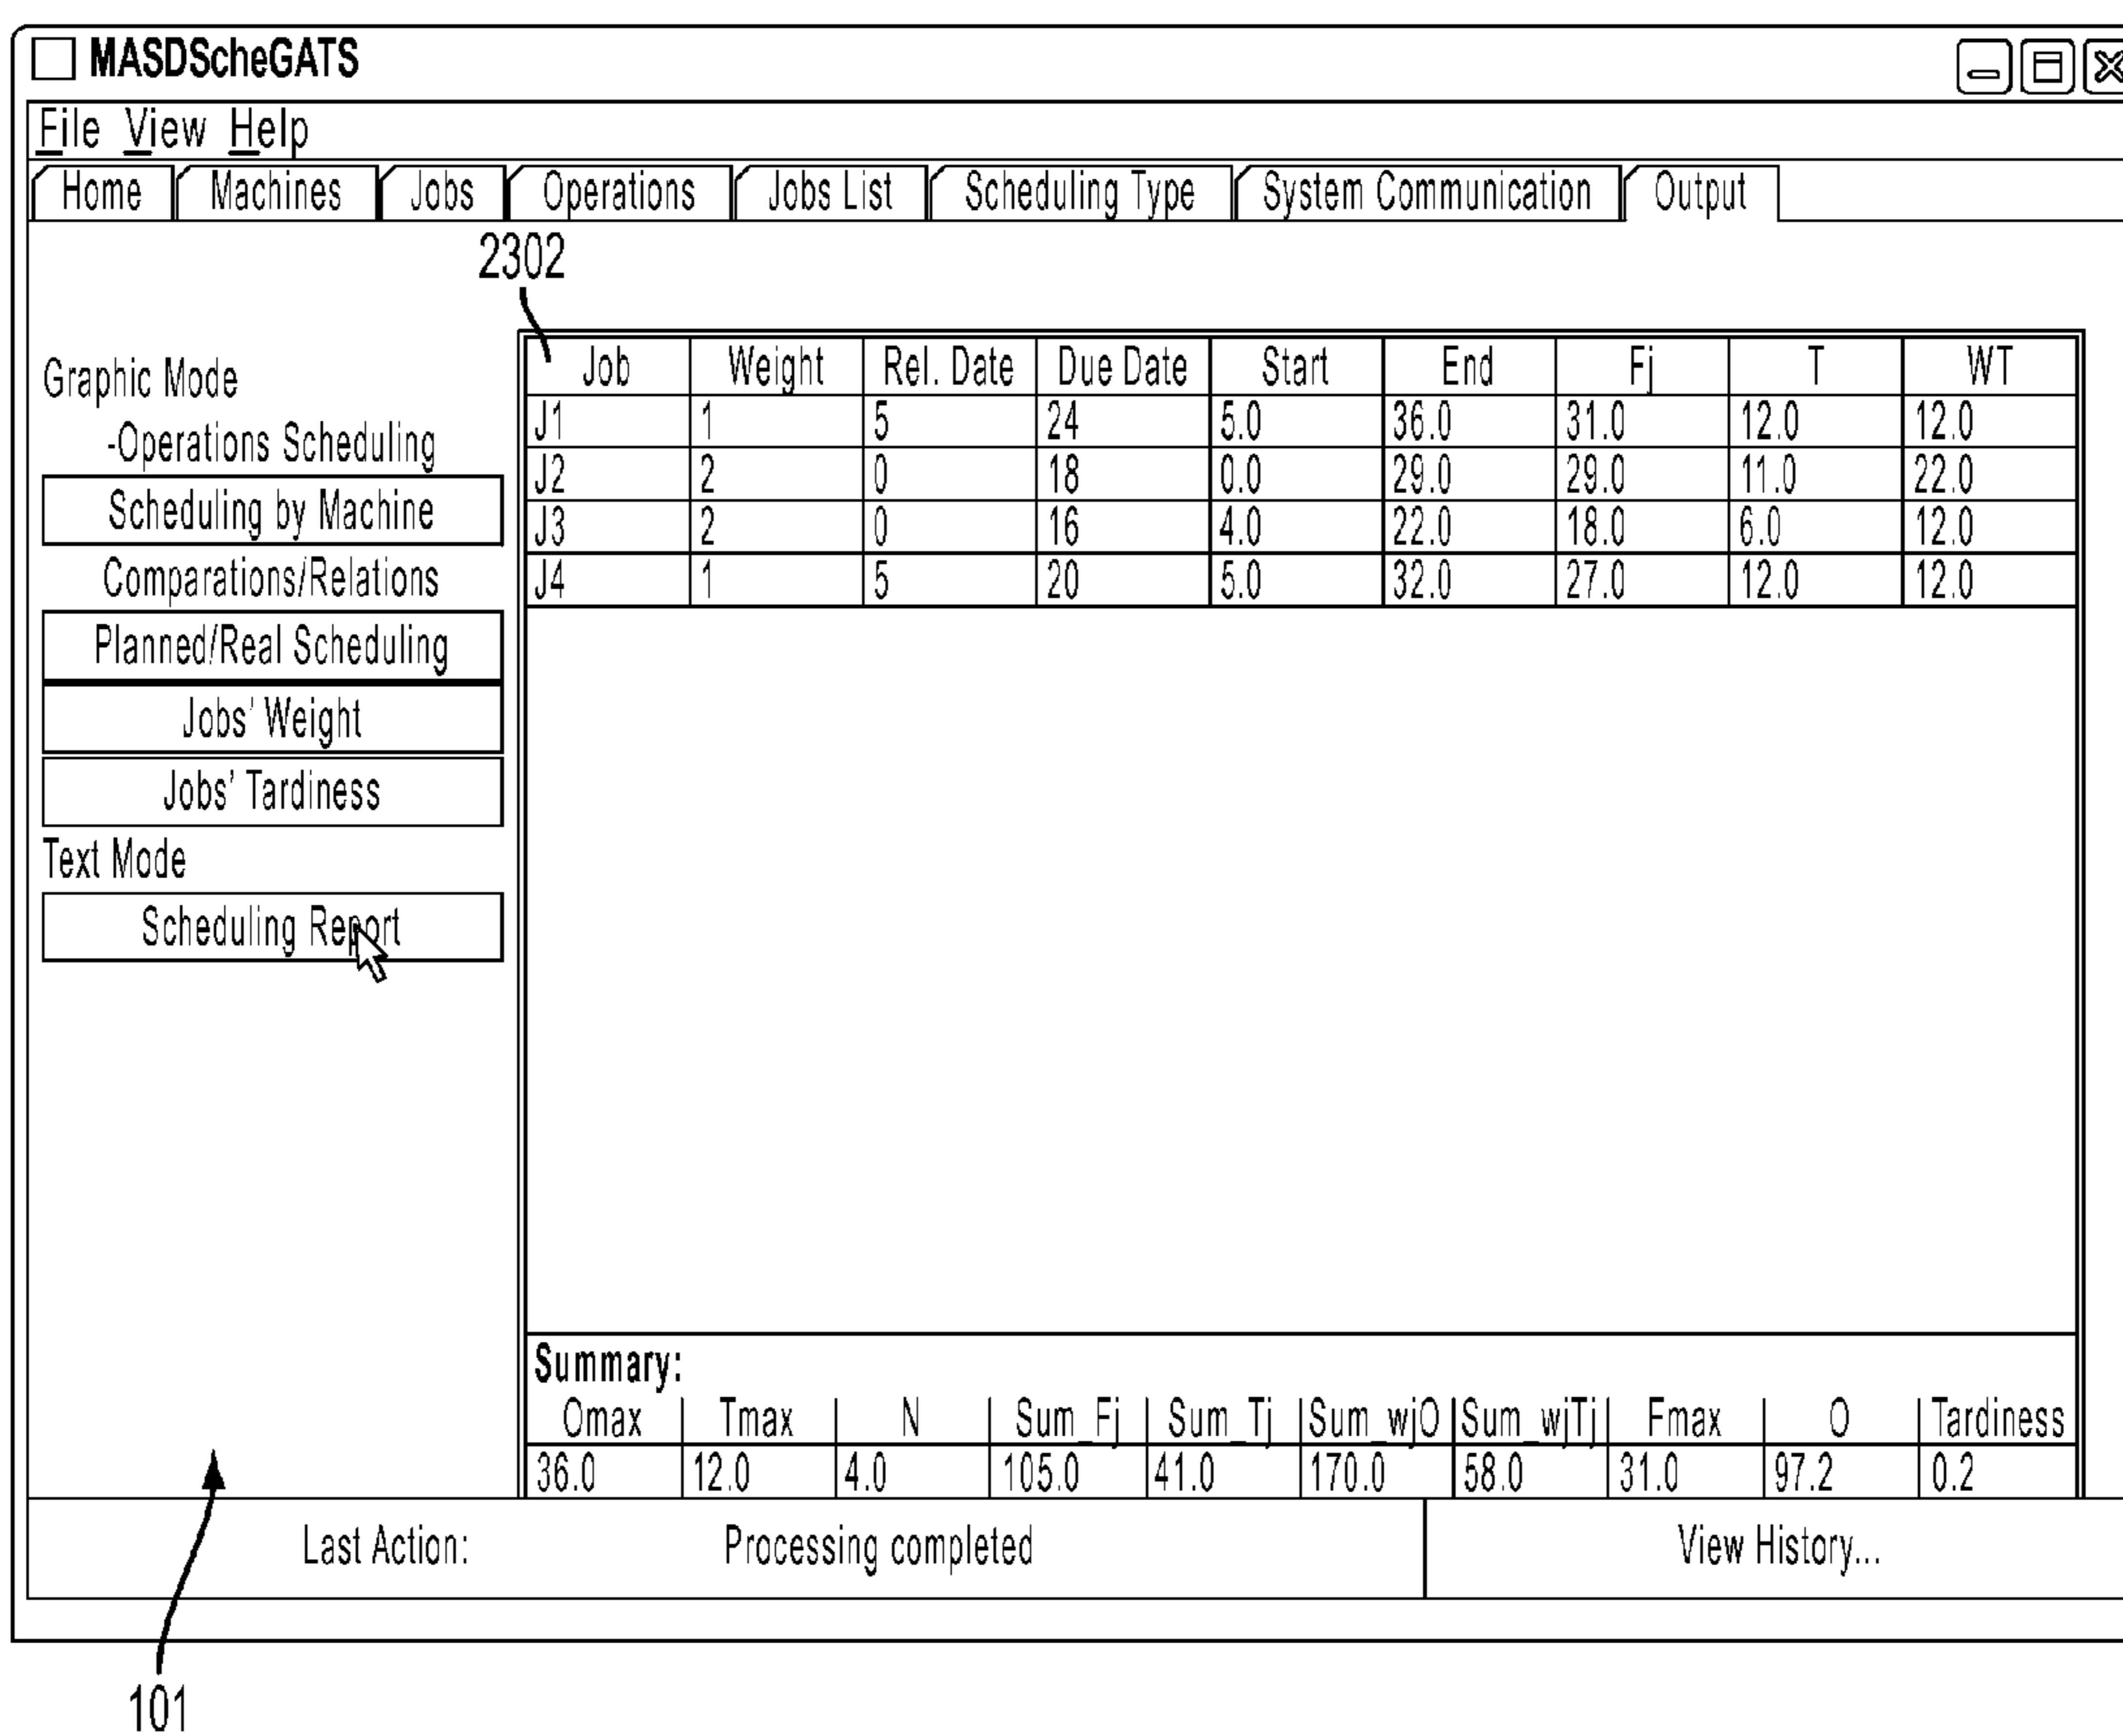 MASDScheGATS
File View Help
Home Machines Jobs Operations Jobs List Scheduling Type System Communication Output
2302
Graphic Mode
-Operations Scheduling
Scheduling by Machine
Comparations/Relations
Planned/Real Scheduling
Jobs' Weight
Jobs' Tardiness
Text Mode
Scheduling Report
Job Weight Rel. Date Due Date Start End Fj T WT
J1 1 5 24 5.0 36.0 31.0 12.0 12.0
J2 2 0 18 0.0 29.0 29.0 11.0 22.0
J3 2 0 16 4.0 22.0 18.0 6.0 12.0
J4 1 5 20 5.0 32.0 27.0 12.0 12.0
Summary:
Omax Tmax N Sum_Fj Sum_Tj Sum_wjO Sum_wjTj Fmax O Tardiness
36.0 12.0 4.0 105.0 41.0 170.0 58.0 31.0 97.2 0.2
Last Action: Processing completed View History...
101